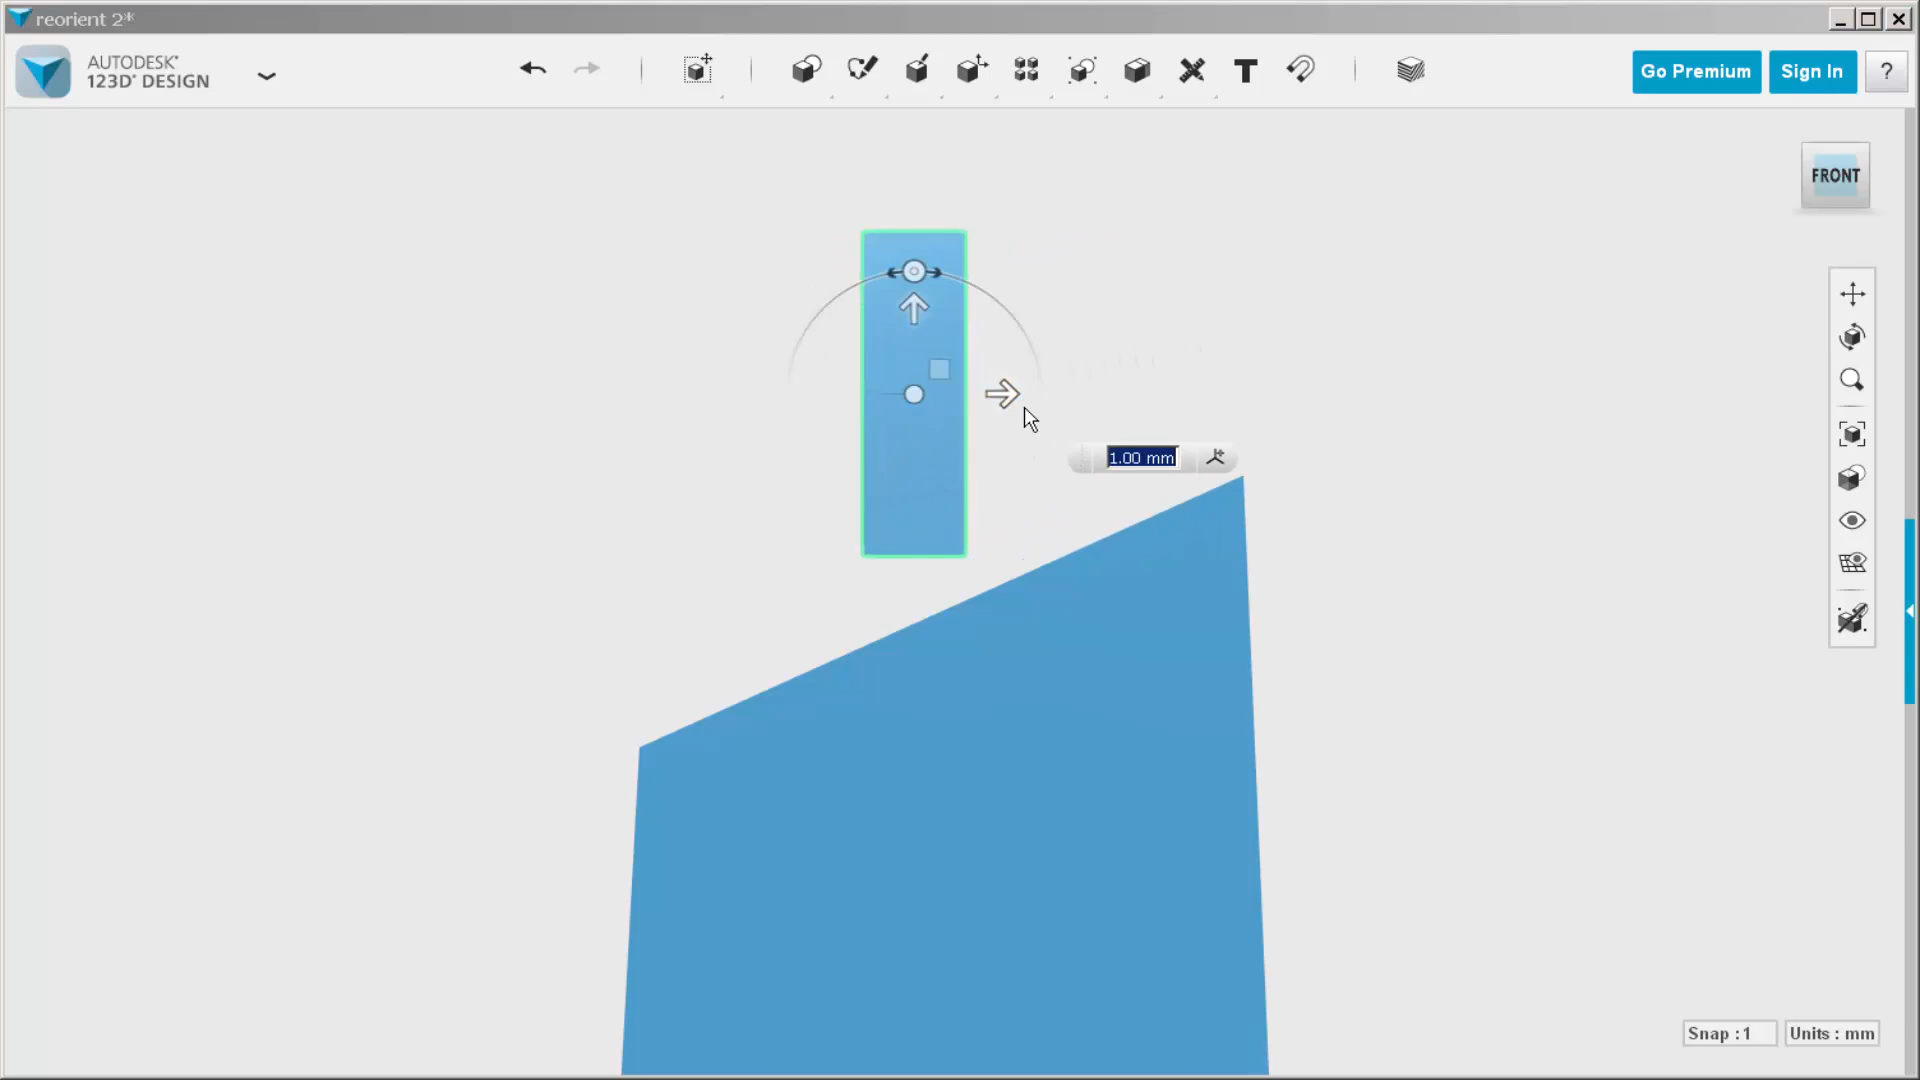 reorient 2*
AUTODESK®
123D® DESIGN
T
Go Premium
Sign In
?
FRONT
1.00 mm
Snap : 1
Units : mm